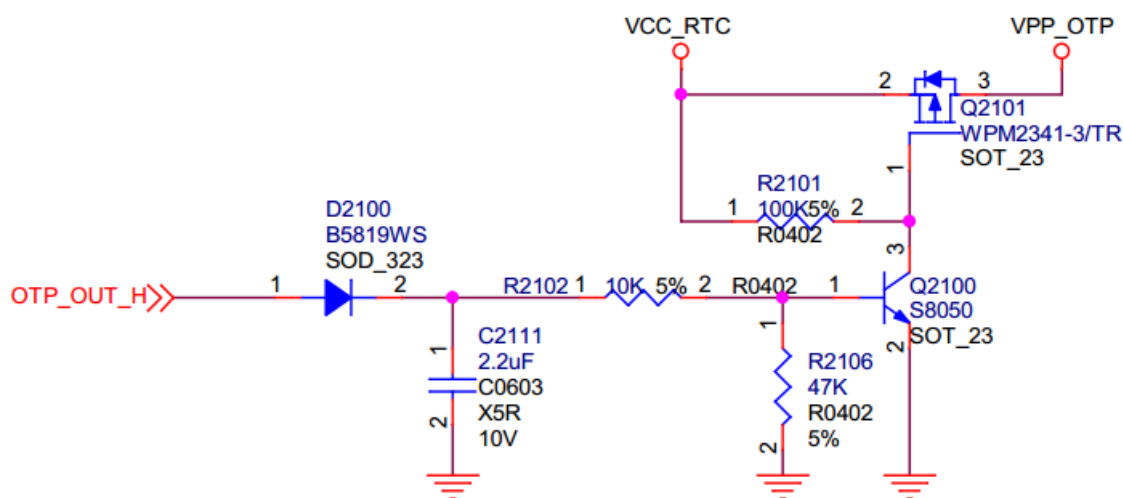 VCC_RTC
VPP_OTP
2
3
Q2101
WPM2341-3/TR
SOT_23
1
R2101
1
100K
5%
2
R0402
D2100
B5819WS
SOD_323
3
OTP_OUT_H
1
2
R2102
1
10K
5%
2
R0402
1
Q2100
S8050
SOT_23
2
1
C2111
2.2uF
C0603
X5R
10V
2
1
R2106
47K
R0402
5%
2